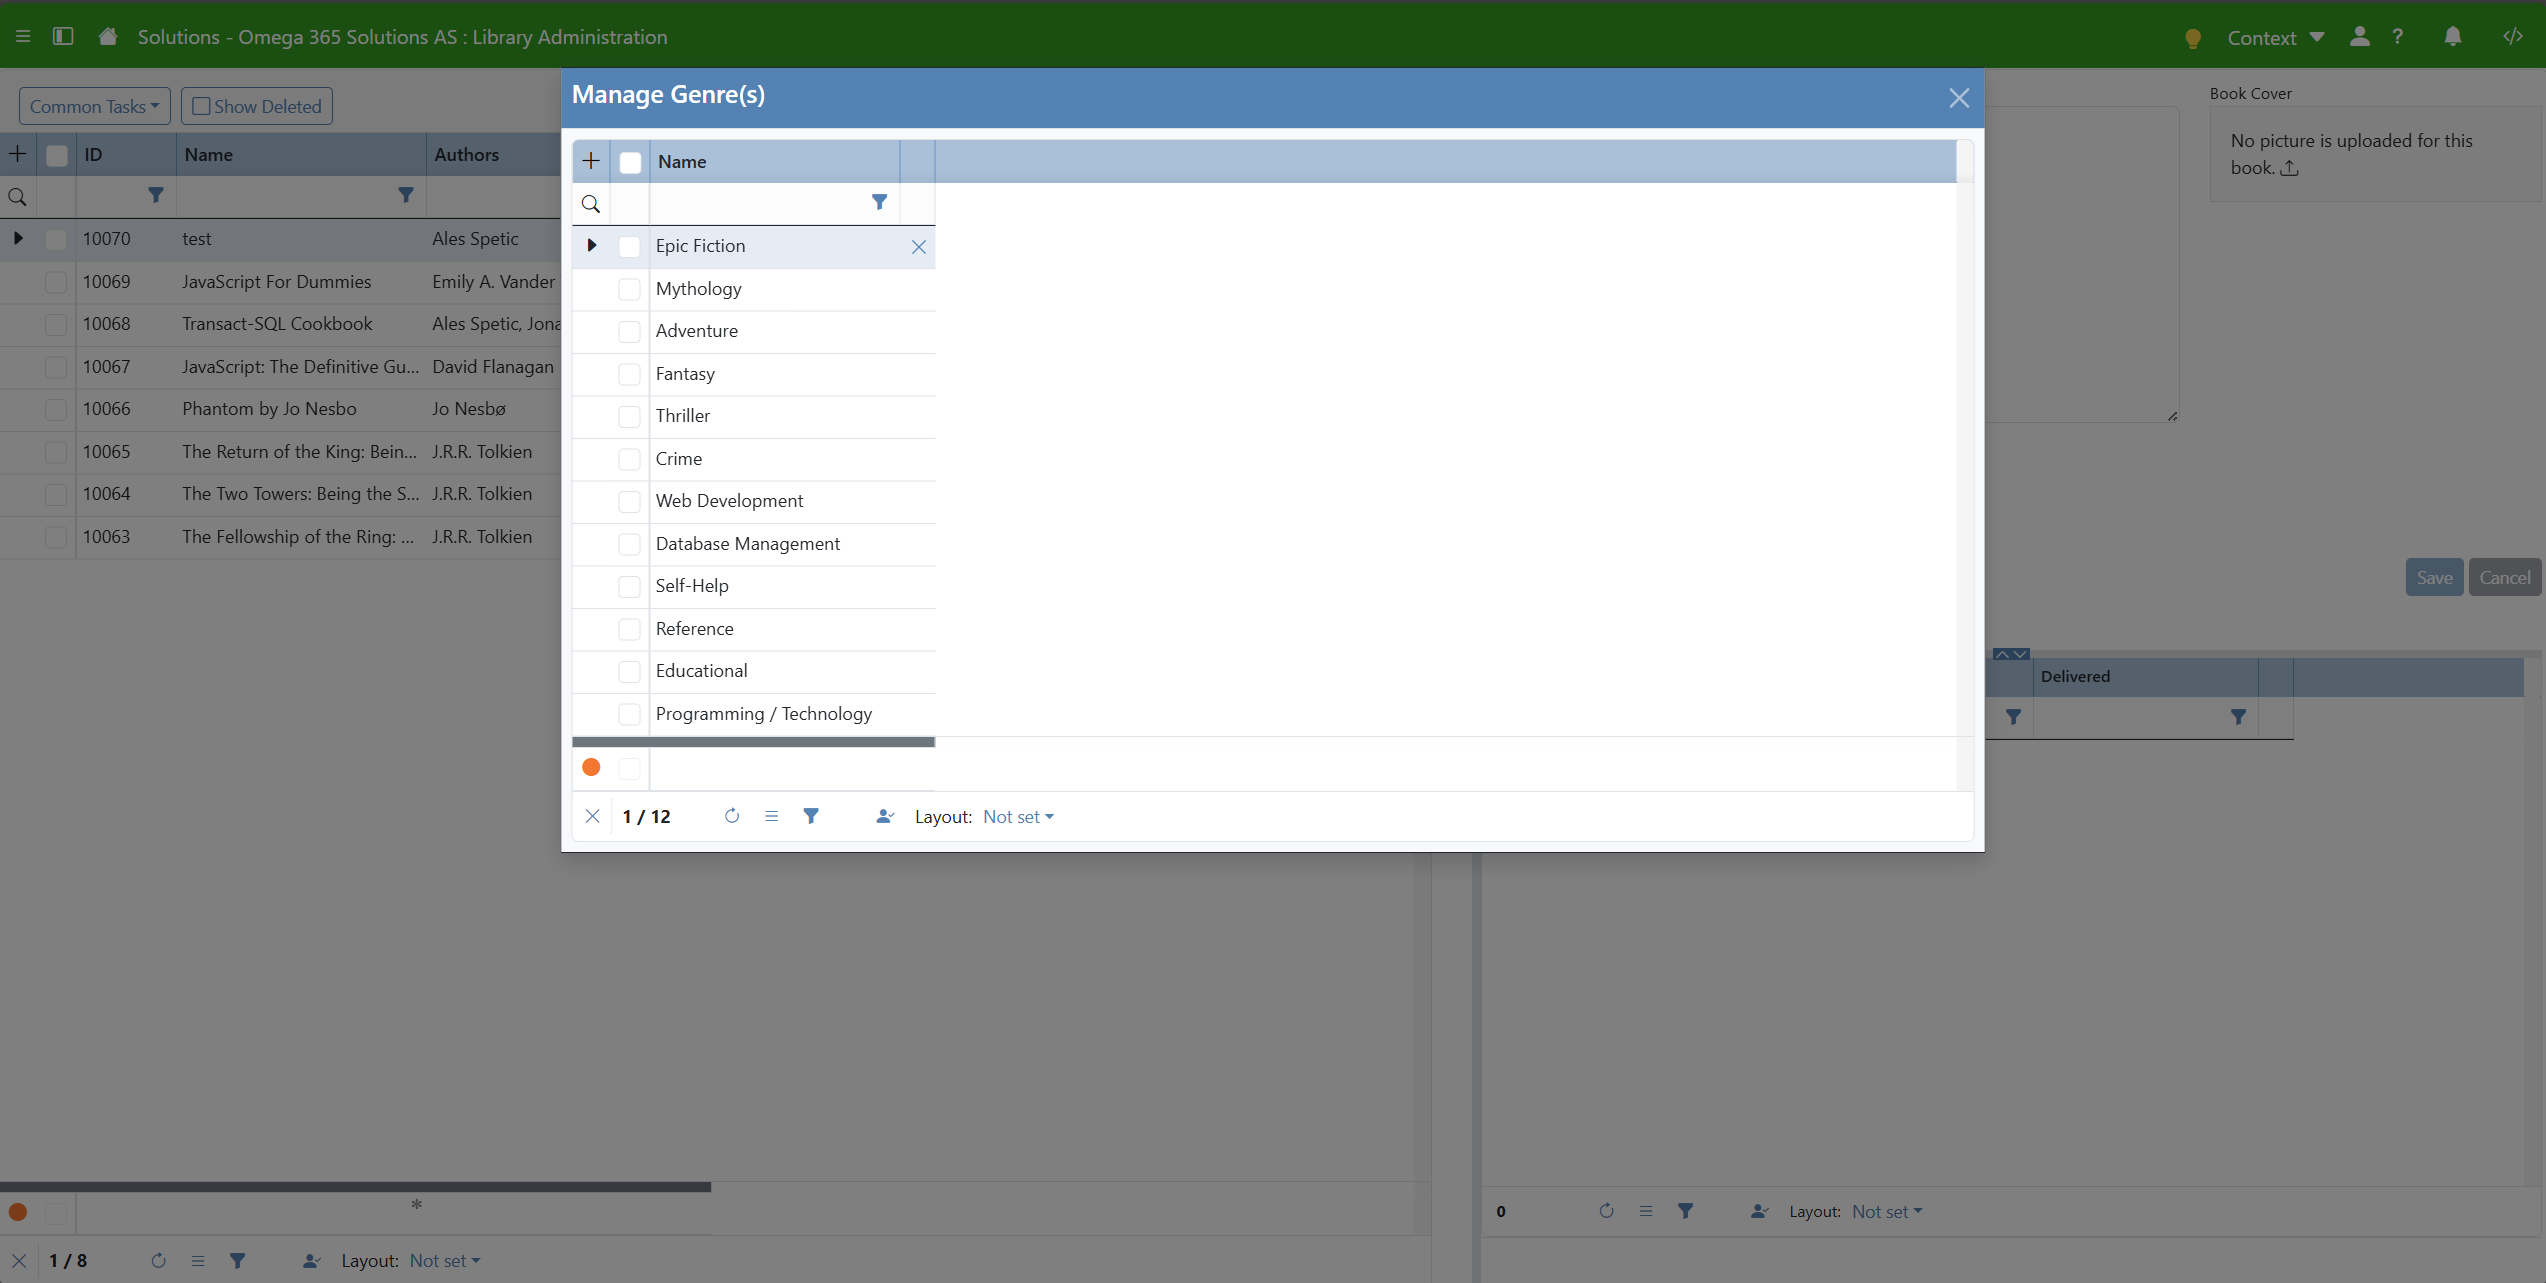 Solutions - Omega 365 Solutions AS : Library Administration
Context
?
Common Tasks
Show Deleted
ID Name Authors
10070 test Ales Spetic
10069 JavaScript For Dummies Emily A. Vander
10068 Transact-SQL Cookbook Ales Spetic, Jona
10067 JavaScript: The Definitive Gu... David Flanagan
10066 Phantom by Jo Nesbo Jo Nesbø
10065 The Return of the King: Bein... J.R.R. Tolkien
10064 The Two Towers: Being the S... J.R.R. Tolkien
10063 The Fellowship of the Ring: ... J.R.R. Tolkien
*
1 / 8
Layout: Not set
Manage Genre(s)
Name
Epic Fiction
Mythology
Adventure
Fantasy
Thriller
Crime
Web Development
Database Management
Self-Help
Reference
Educational
Programming / Technology
1 / 12
Layout: Not set
Book Cover
No picture is uploaded for this
book.
Save
Cancel
Delivered
0
Layout: Not set